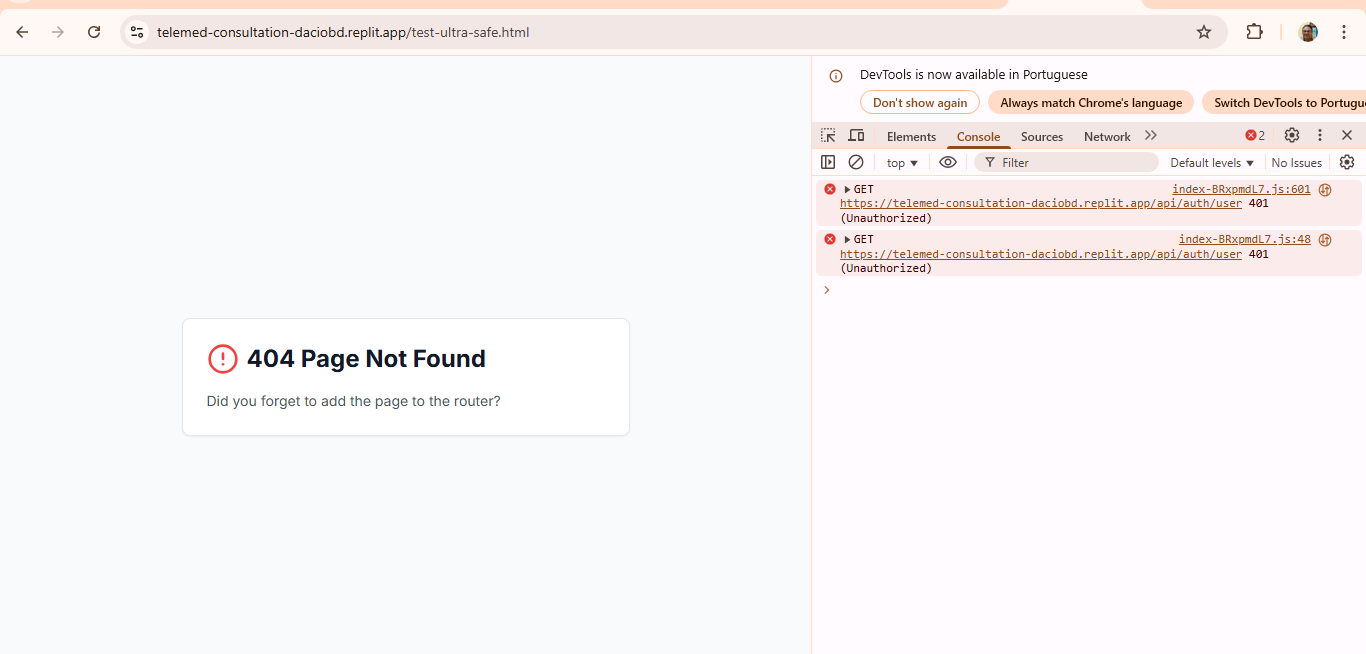 telemed-consultation-daciobd.replit.app/test-ultra-safe.html
DevTools is now available in Portuguese
Don't show again
Always match Chrome's language
Switch DevTools to Portugu
Elements
Console
Sources
Network
2
top
Filter
Default levels
No Issues
GET
index-BRxpmdL7.js:601
https://telemed-consultation-daciobd.replit.app/api/auth/user 401
(Unauthorized)
GET
index-BRxpmdL7.js:48
https://telemed-consultation-daciobd.replit.app/api/auth/user 401
(Unauthorized)
404 Page Not Found
Did you forget to add the page to the router?